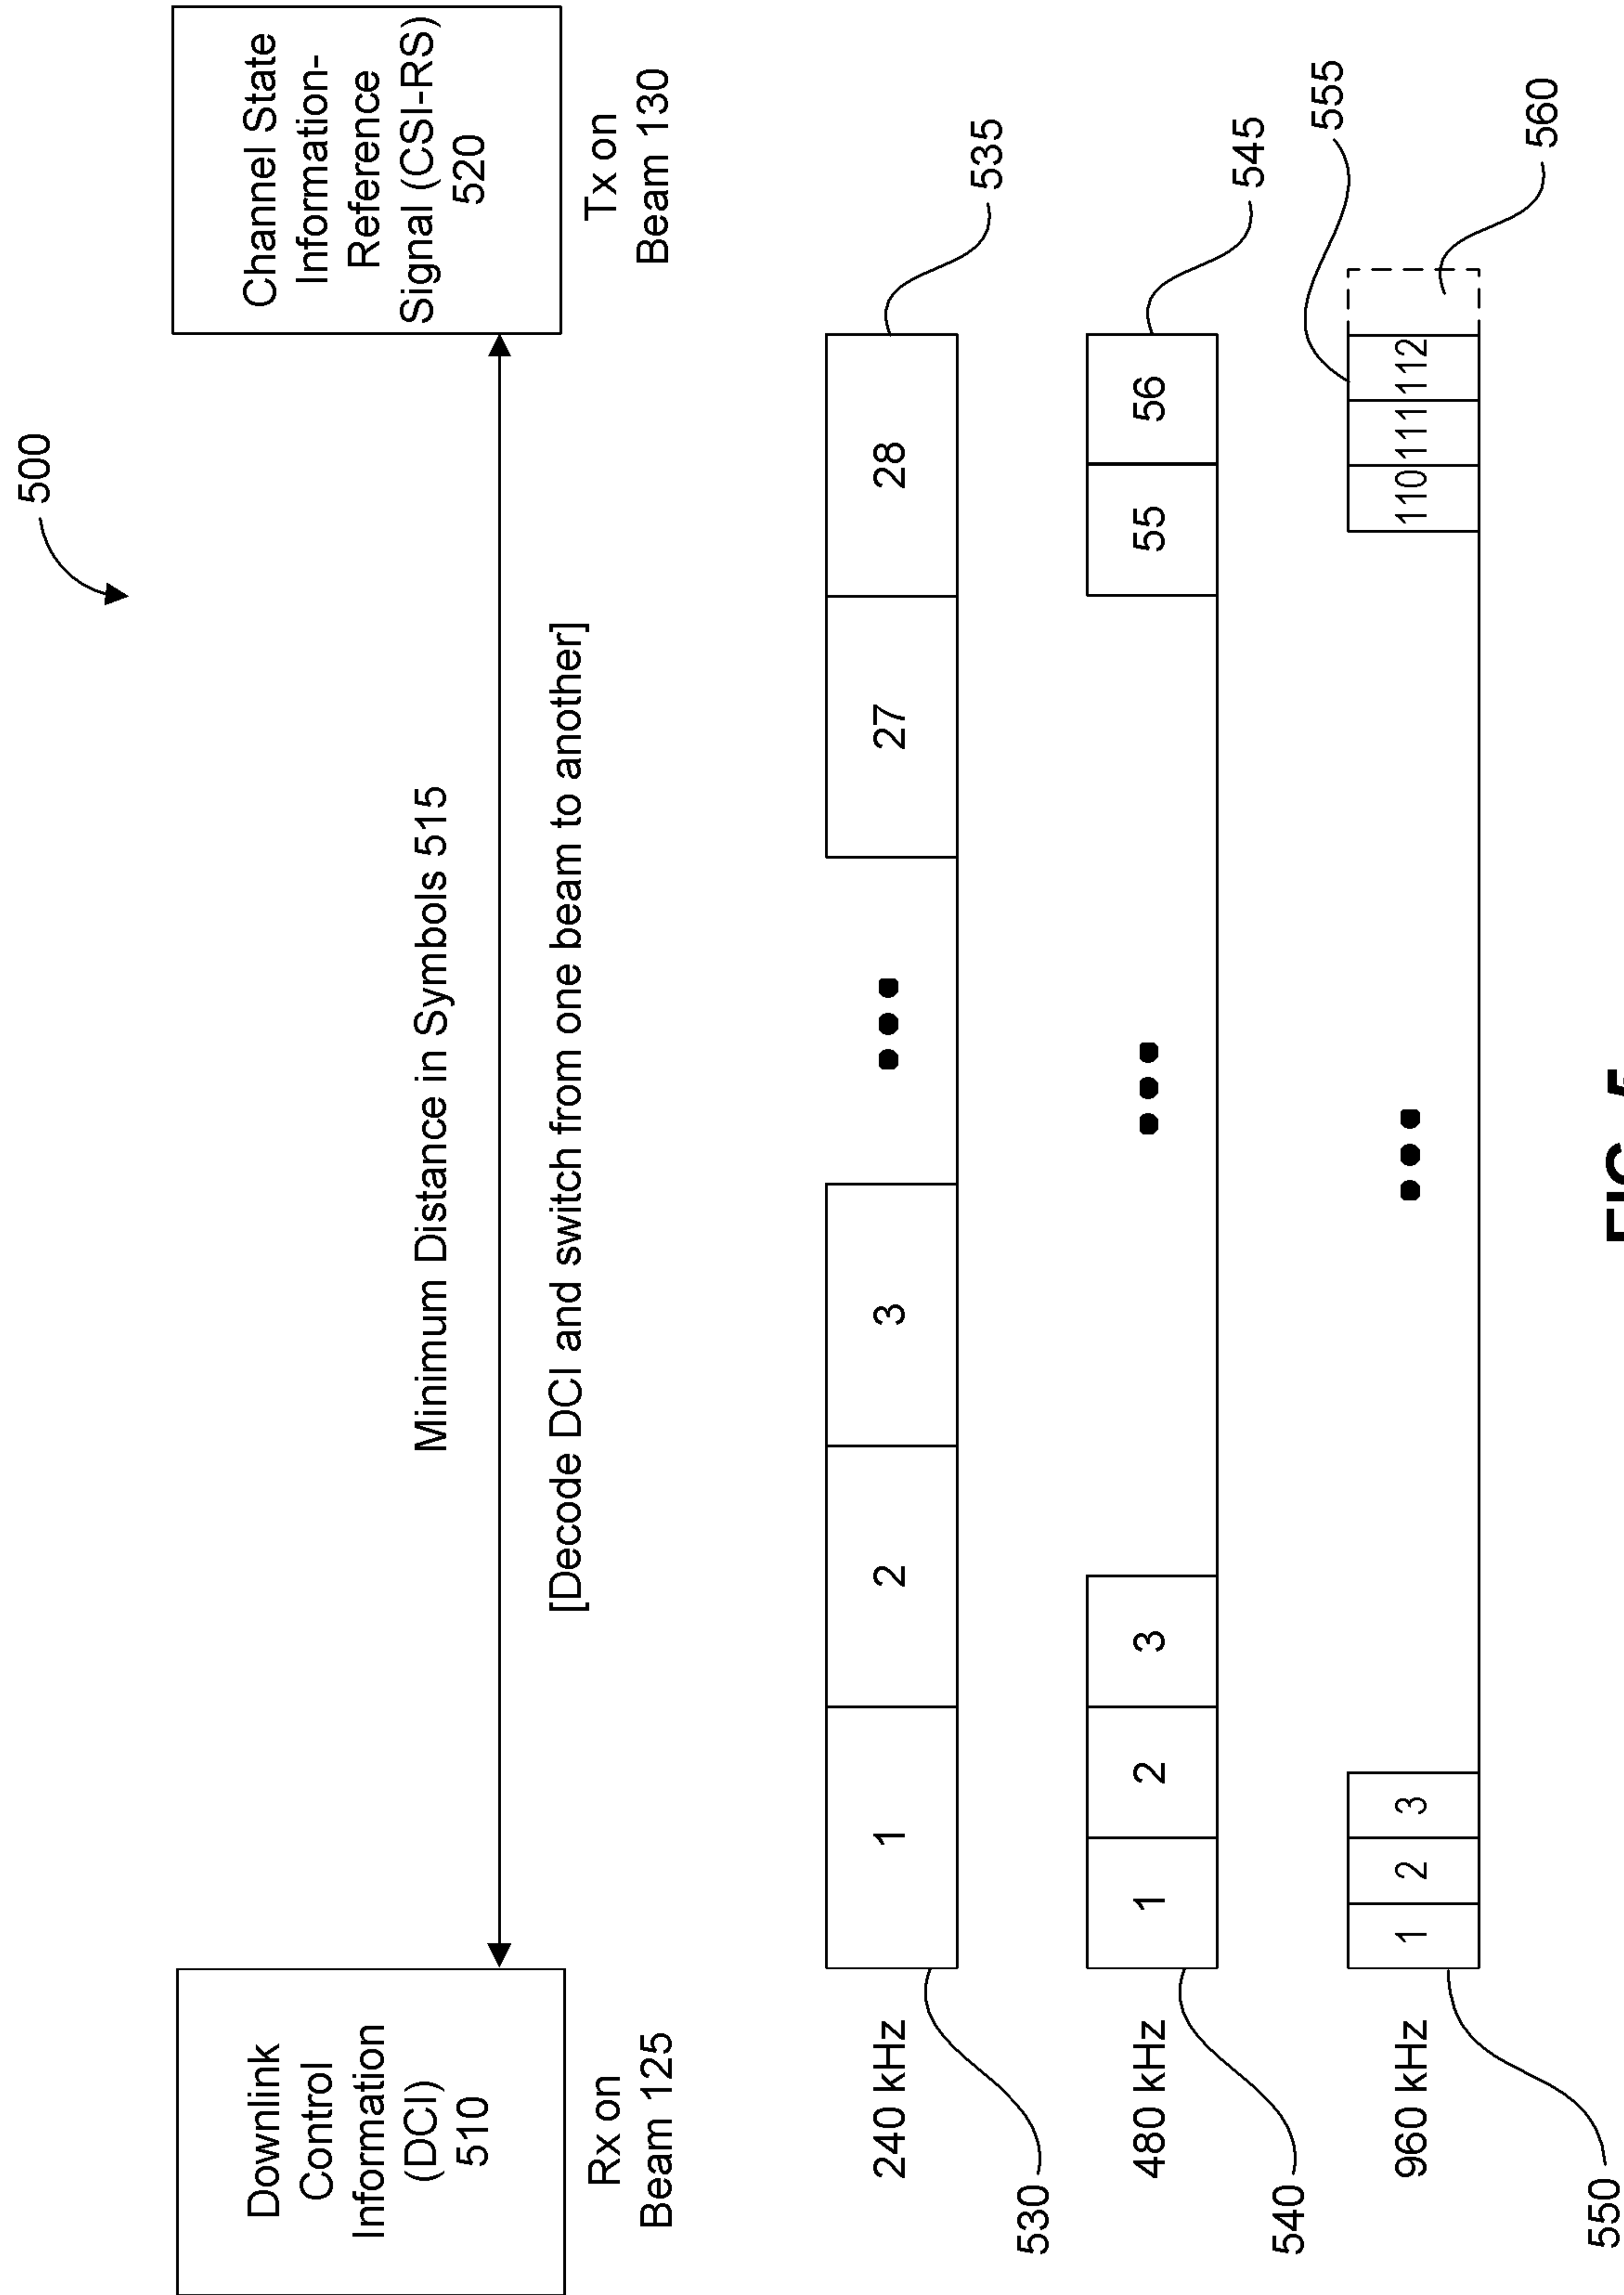 500
Downlink
Control
Information
(DCI)
510
Rx on
Beam 125
Minimum Distance in Symbols 515
[Decode DCI and switch from one beam to another]
Channel State
Information-
Reference
Signal (CSI-RS)
520
Tx on
Beam 130
530
240 kHz
1 2 3 27 28
535
540
480 kHz
1 2 3 55 56
545
550
960 kHz
1 2 3 110 111 112
555
560
FIG. 5